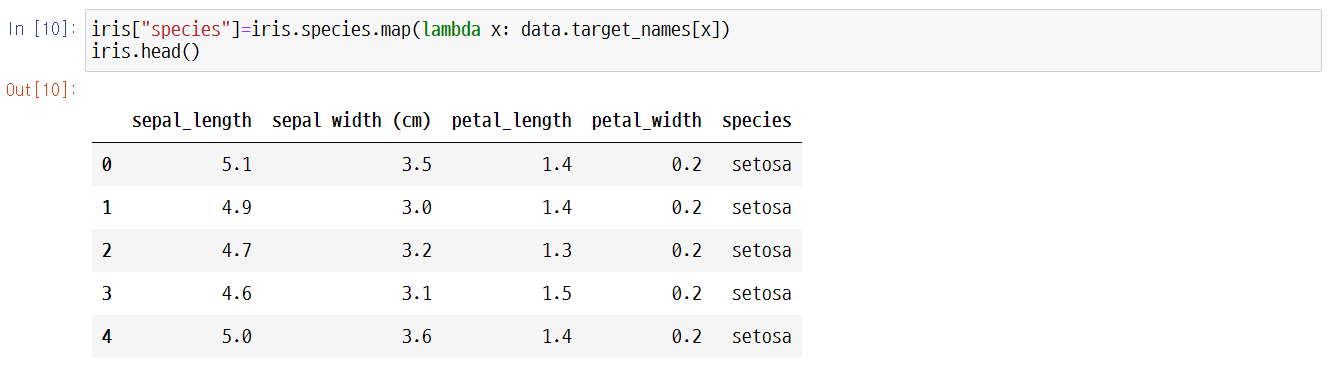 In [10]: iris["species"]=iris.species.map(lambda x: data.target_names[x])
iris.head()
Out[10]:
sepal_length sepal width (cm) petal_length petal_width species
0 5.1 3.5 1.4 0.2 setosa
1 4.9 3.0 1.4 0.2 setosa
2 4.7 3.2 1.3 0.2 setosa
3 4.6 3.1 1.5 0.2 setosa
4 5.0 3.6 1.4 0.2 setosa